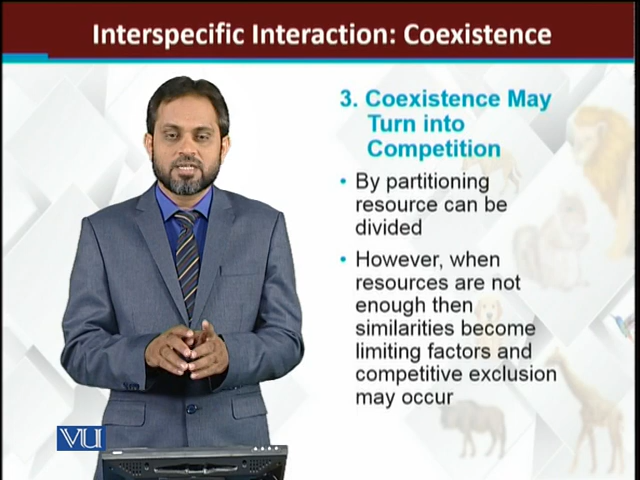 Interspecific Interaction: Coexistence
3. Coexistence May
Turn into
Competition
• By partitioning
resource can be
divided
• However, when
resources are not
enough then
similarities become
limiting factors and
competitive exclusion
may occur
VU